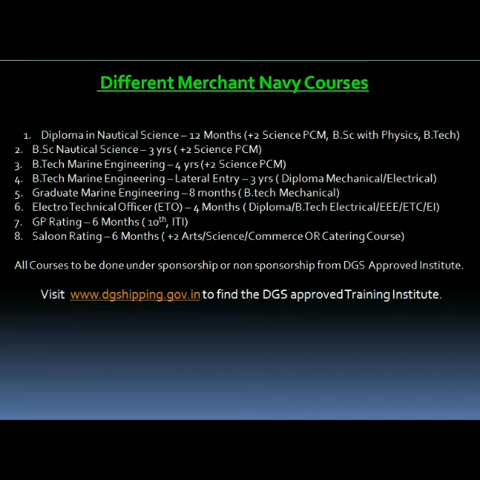 Different Merchant Navy Courses
1. Diploma in Nautical Science – 12 Months (+2 Science PCM, B.Sc with Physics, B.Tech)
2. B.Sc Nautical Science – 3 yrs ( +2 Science PCM)
3. B.Tech Marine Engineering – 4 yrs (+2 Science PCM)
4. B.Tech Marine Engineering – Lateral Entry – 3 yrs ( Diploma Mechanical/Electrical)
5. Graduate Marine Engineering – 8 months ( B.tech Mechanical)
6. Electro Technical Officer (ETO) – 4 Months ( Diploma/B.Tech Electrical/EEE/ETC/EI)
7. GP Rating – 6 Months ( 10th, ITI)
8. Saloon Rating – 6 Months ( +2 Arts/Science/Commerce OR Catering Course)
All Courses to be done under sponsorship or non sponsorship from DGS Approved Institute.
Visit www.dgshipping.gov.in to find the DGS approved Training Institute.